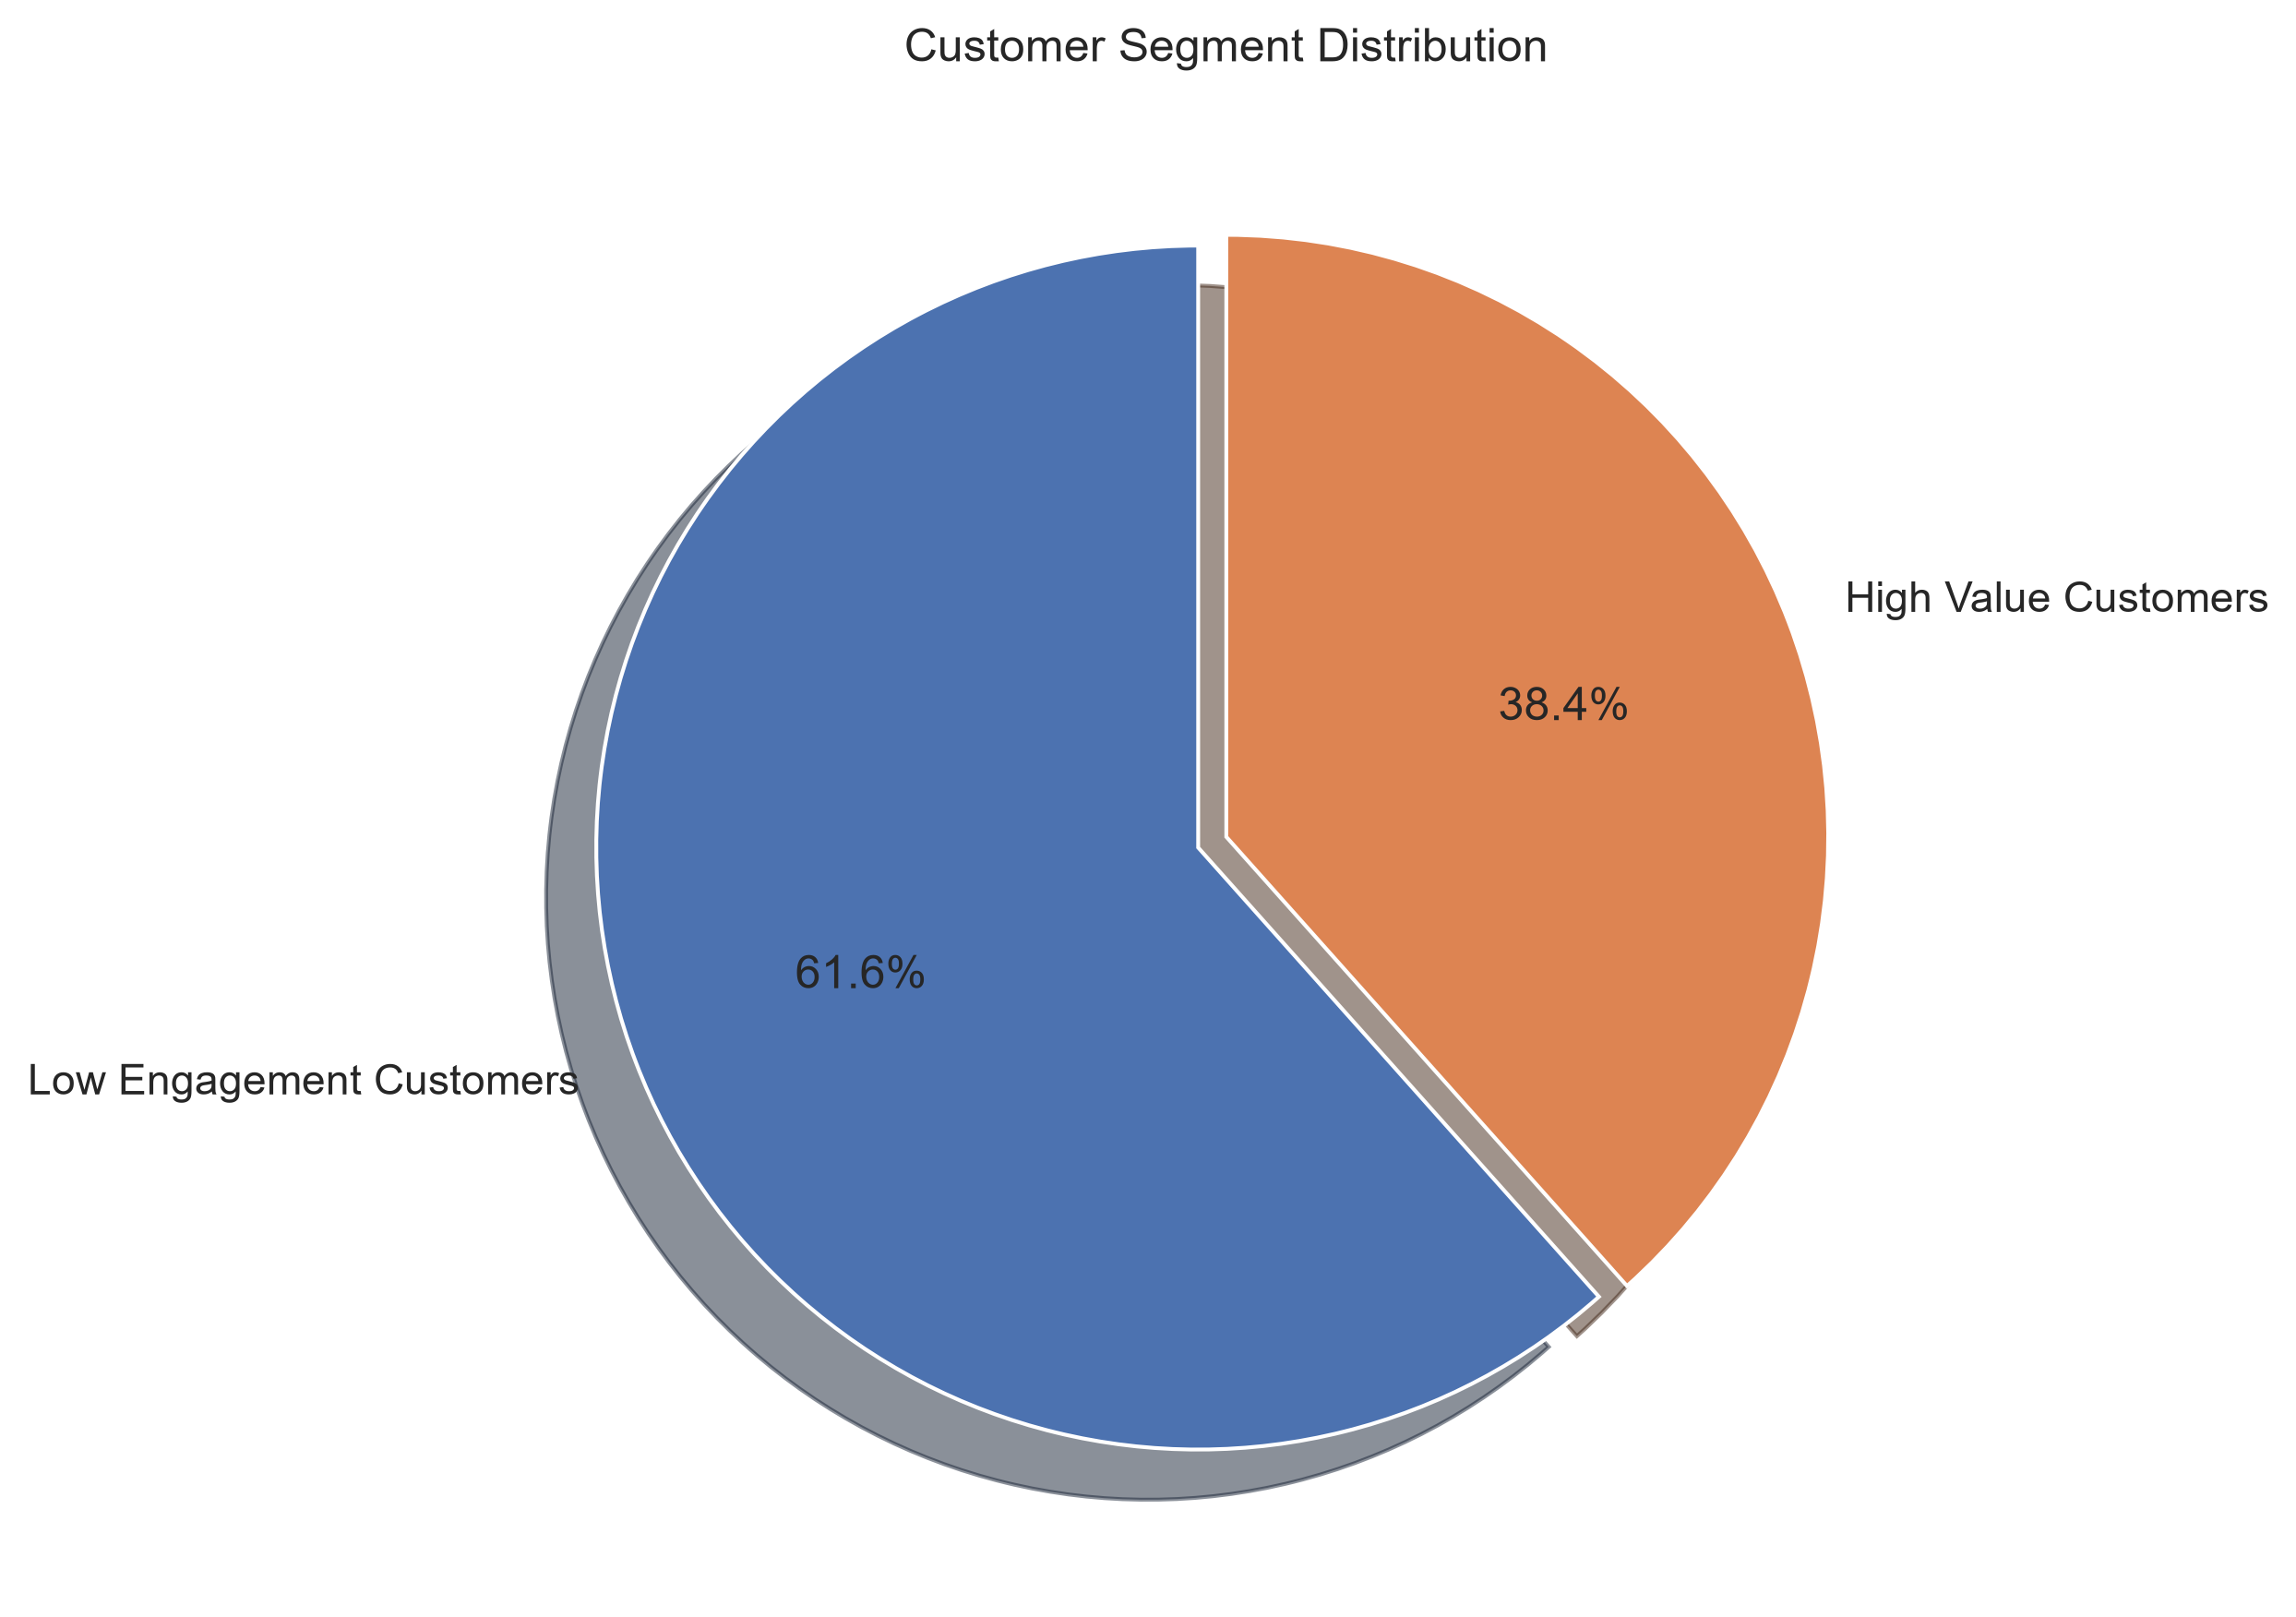 Customer Segment Distribution
High Value Customers
38.4%
61.6%
Low Engagement Customers